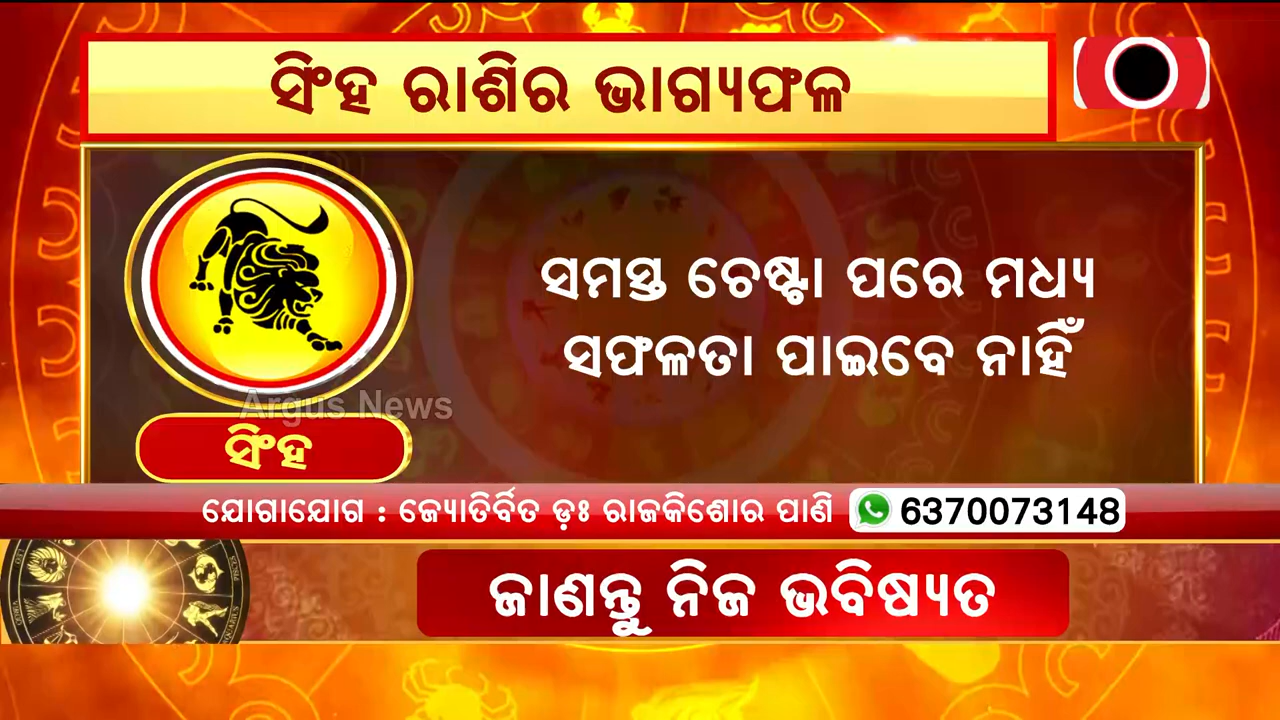 ସିଂହ ରାଶିର ଭାଗ୍ୟଫଳ
ସମସ୍ତ ଚେଷ୍ଟା ପରେ ମଧ୍ୟ
ସଫଳତା ପାଇବେ ନାହିଁ
Argus News
ସିଂହ
ଯୋଗାଯୋଗ : ଜ୍ୟୋତିର୍ବିତ ଡ଼ଃ ରାଜକିଶୋର ପାଣି 6370073148
ଜାଣନ୍ତୁ ନିଜ ଭବିଷ୍ୟତ